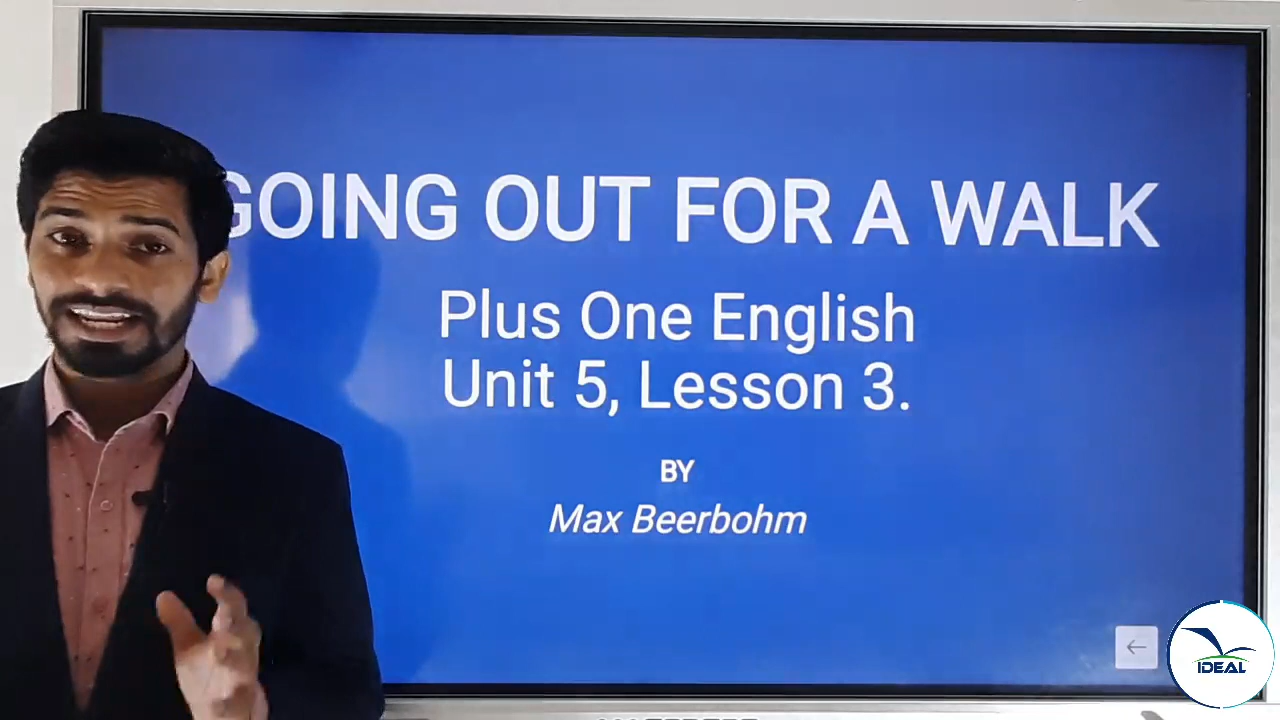 GOING OUT FOR A WALK
Plus One English
Unit 5, Lesson 3.
BY
Max Beerbohm
IDEAL